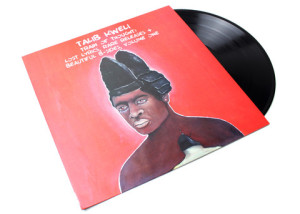 TALIB KWELI
TRAIN OF THOUGHT:
LOST LYRICS, RARE RELEASES &
BEAUTIFUL B-SIDES VOLUME ONE